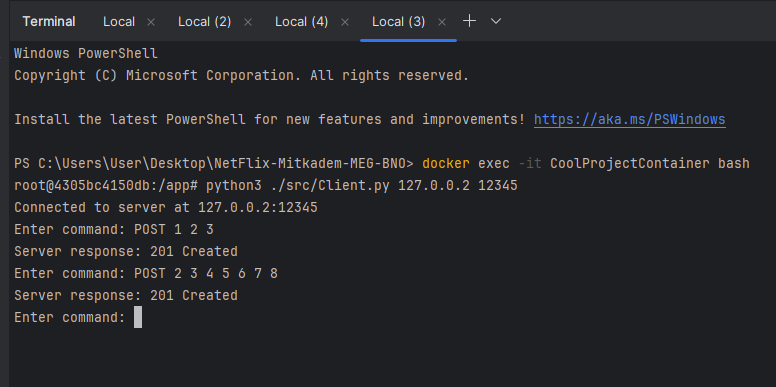 Terminal Local × Local (2) × Local (4) × Local (3) ×
Windows PowerShell
Copyright (C) Microsoft Corporation. All rights reserved.
Install the latest PowerShell for new features and improvements! https://aka.ms/PSWindows
PS C:\Users\User\Desktop\NetFlix-Mitkadem-MEG-BNO> docker exec -it CoolProjectContainer bash
root@4305bc4150db:/app# python3 ./src/Client.py 127.0.0.2 12345
Connected to server at 127.0.0.2:12345
Enter command: POST 1 2 3
Server response: 201 Created
Enter command: POST 2 3 4 5 6 7 8
Server response: 201 Created
Enter command: